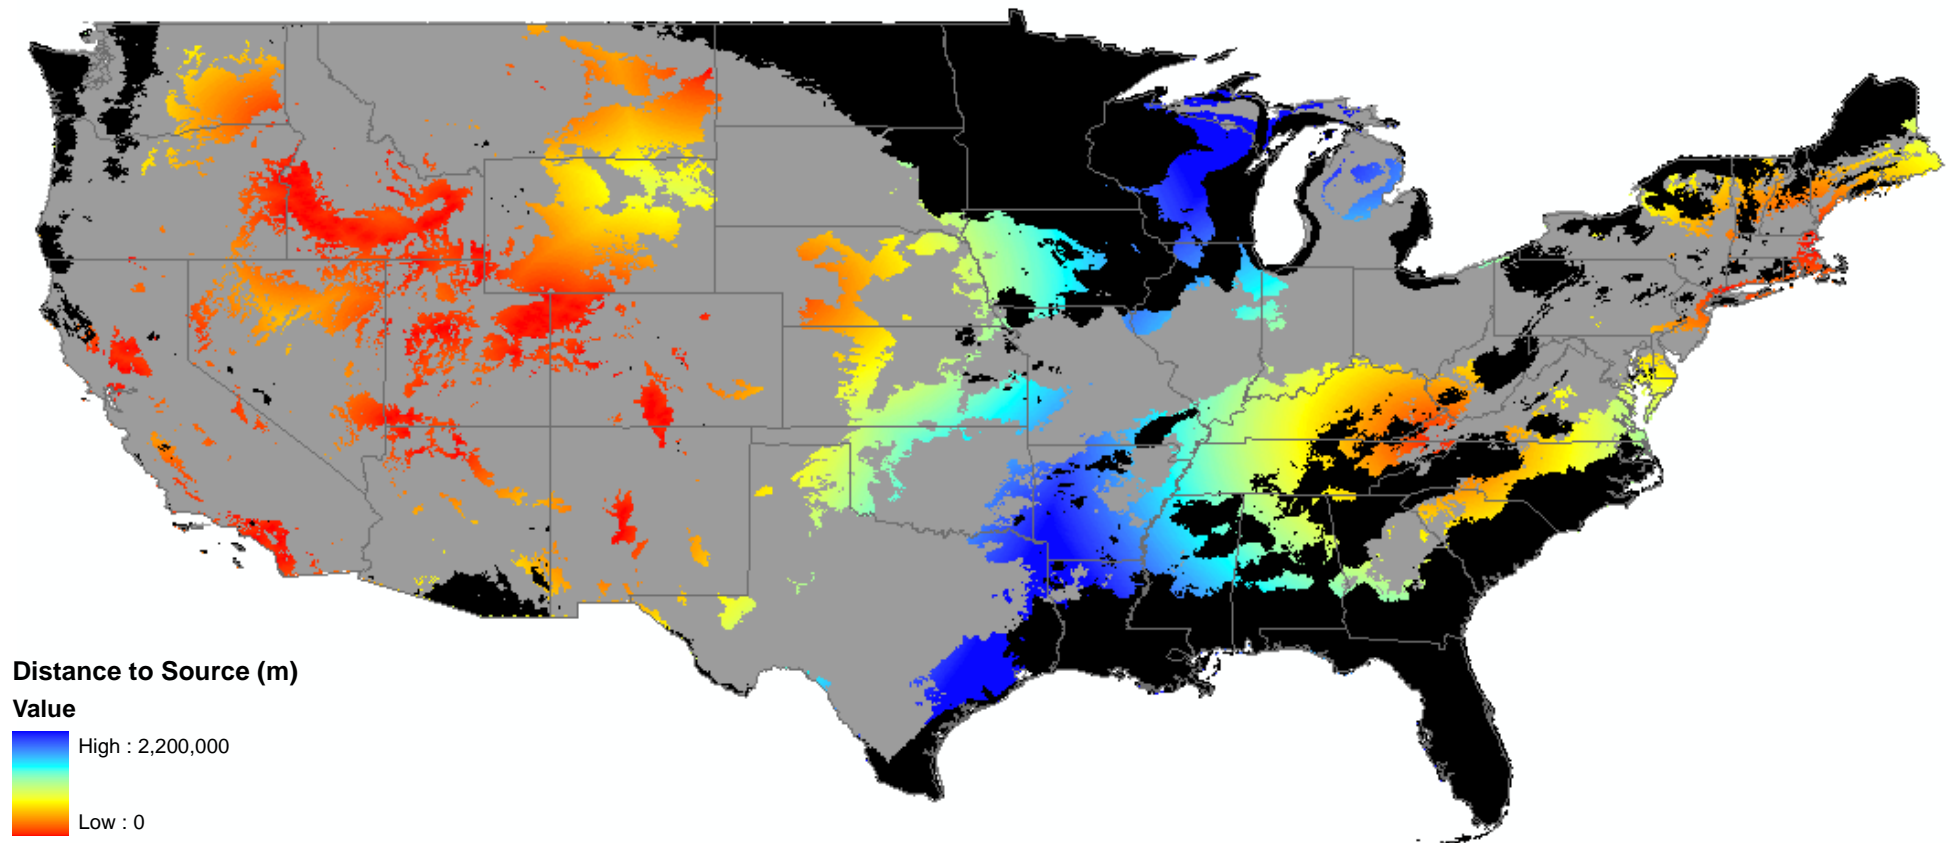 Distance to Source (m)
Value
High : 2,200,000
Low : 0